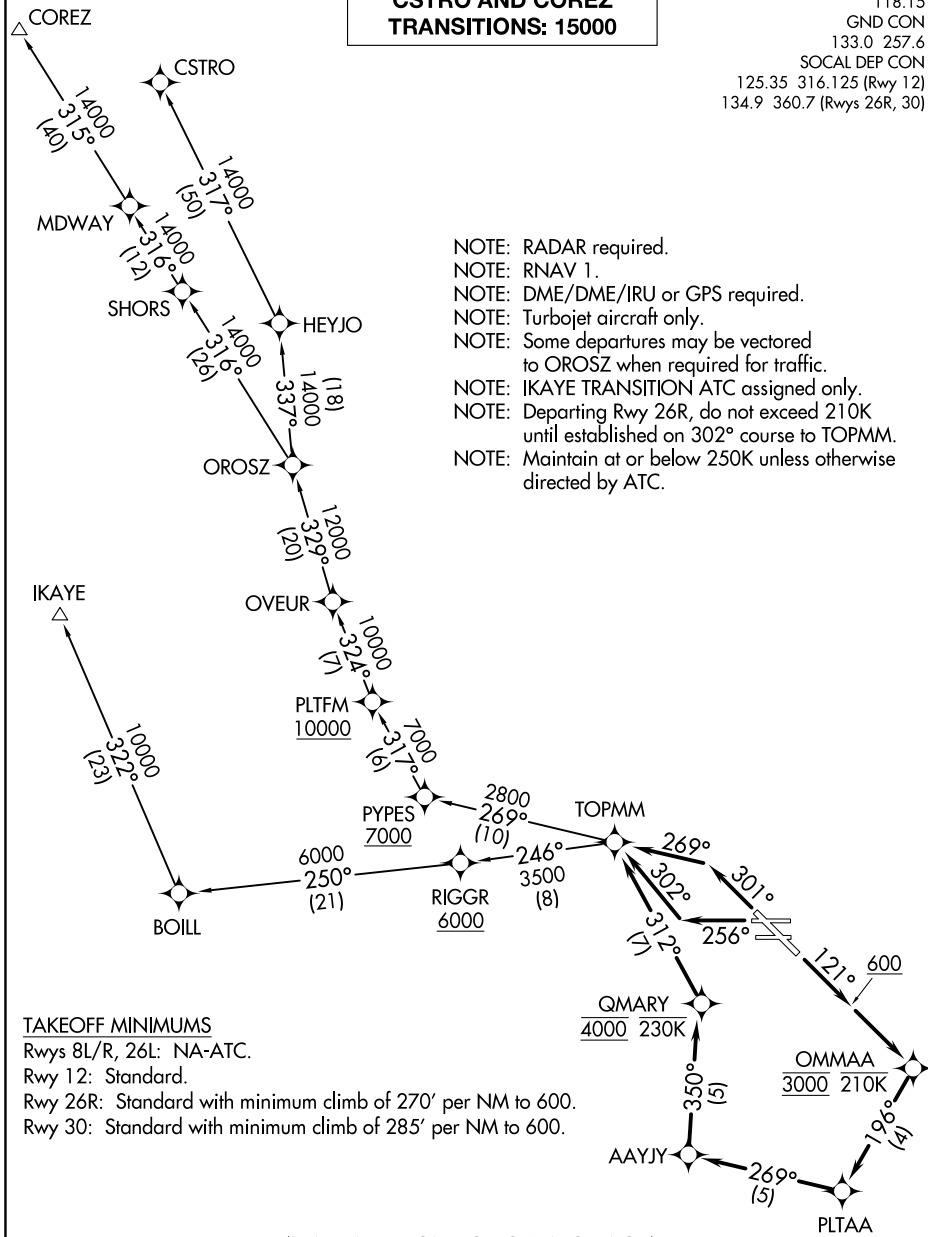 CSTRO AND COREZ
TRANSITIONS: 15000
118.15
GND CON
133.0 257.6
SOCAL DEP CON
125.35 316.125 (Rwy 12)
134.9 360.7 (Rwys 26R, 30)
COREZ
CSTRO
14000
315°
(40)
14000
317°
(50)
MDWAY
14000
316°
(12)
SHORS
HEYJO
14000
316°
(26)
(18)
14000
337°
OROSZ
NOTE: RADAR required.
NOTE: RNAV 1.
NOTE: DME/DME/IRU or GPS required.
NOTE: Turbojet aircraft only.
NOTE: Some departures may be vectored
to OROSZ when required for traffic.
NOTE: IKAYE TRANSITION ATC assigned only.
NOTE: Departing Rwy 26R, do not exceed 210K
until established on 302° course to TOPMM.
NOTE: Maintain at or below 250K unless otherwise
directed by ATC.
12000
329°
(20)
IKAYE
OVEUR
10000
324°
(7)
PLTFM
10000
10000
322°
(23)
7000
317°
(6)
PYPES
7000
2800
269°
(10)
TOPMM
6000
250°
(21)
246°
3500
(8)
RIGGR
6000
BOILL
269°
301°
302°
256°
312°
(7)
121°
600
QMARY
4000 230K
OMMAA
3000 210K
350°
(5)
196°
(4)
AAYJY
269°
(5)
PLTAA
TAKEOFF MINIMUMS
Rwys 8L/R, 26L: NA-ATC.
Rwy 12: Standard.
Rwy 26R: Standard with minimum climb of 270' per NM to 600.
Rwy 30: Standard with minimum climb of 285' per NM to 600.